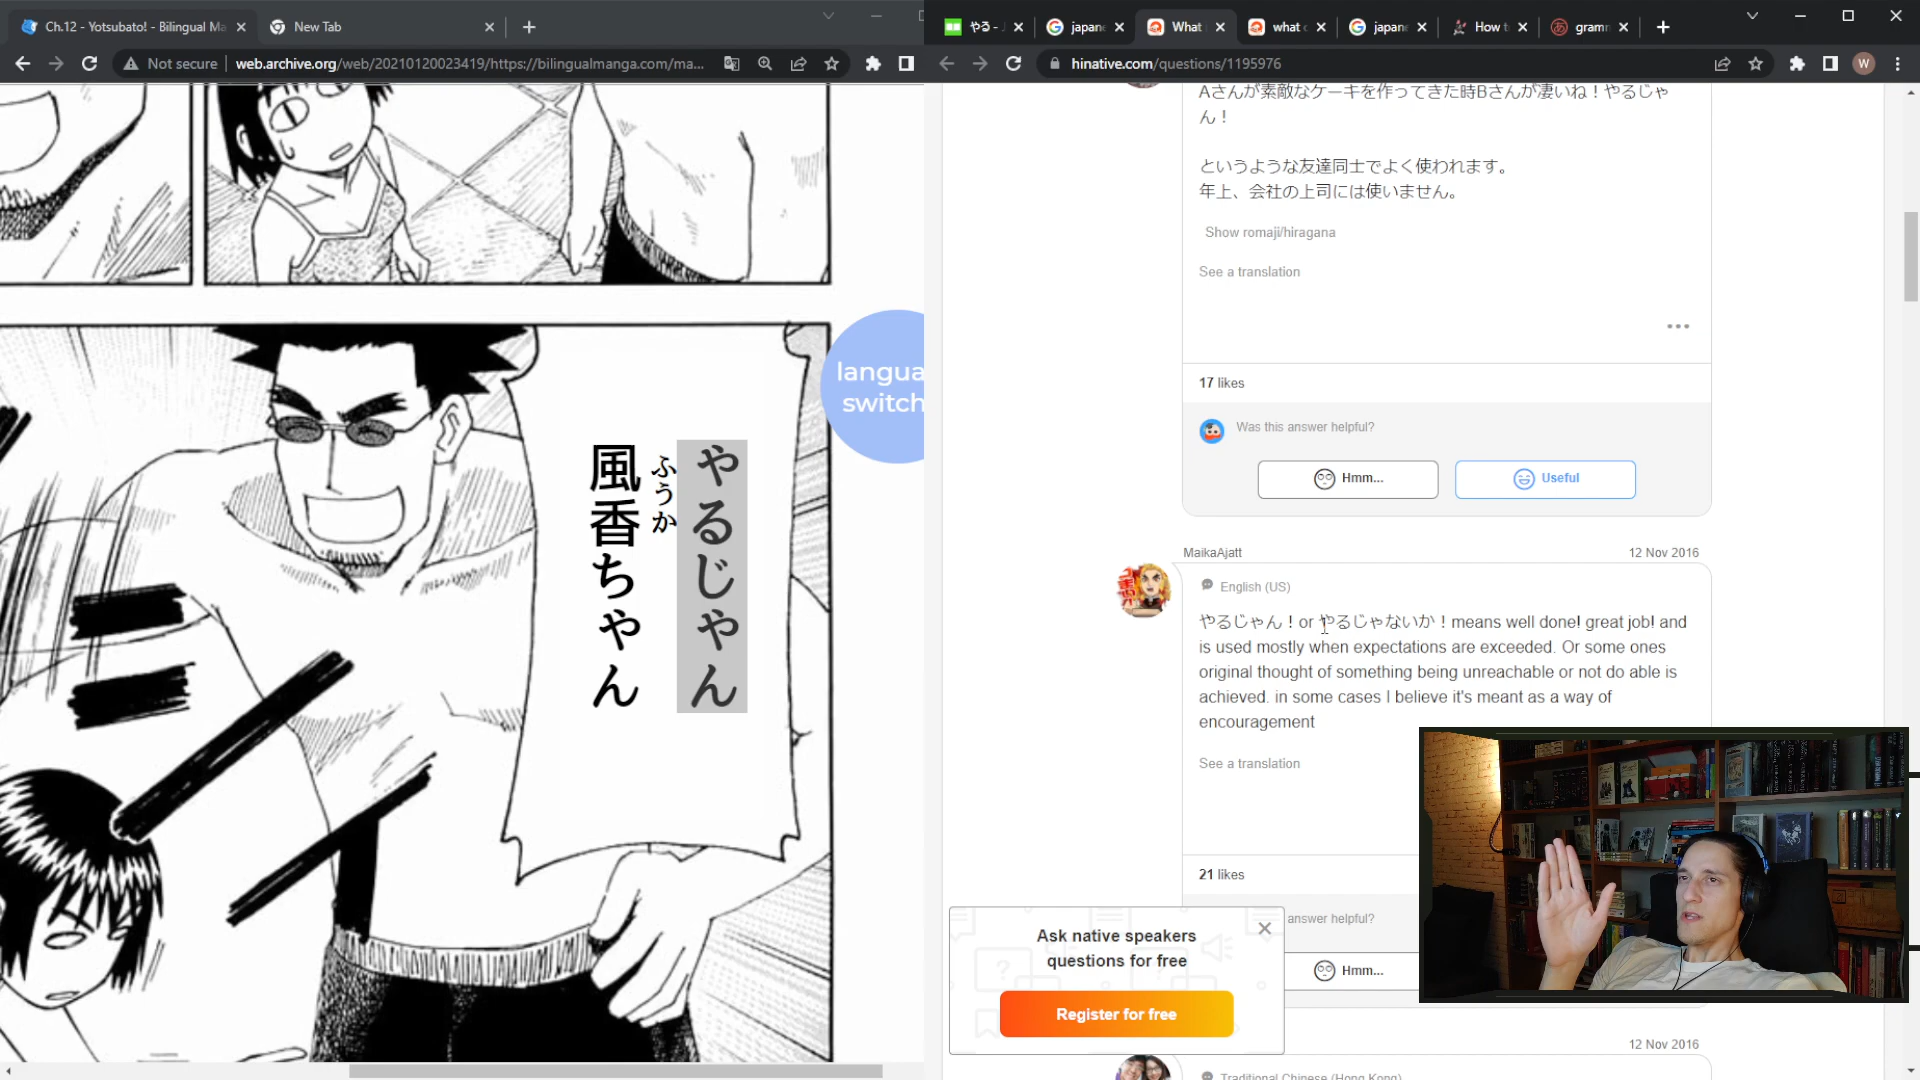 Ch.12 - Yotsubato! - Bilingual Ma
New Tab
Not secure
web.archive.org/web/20210120023419/https://bilingualmanga.com/ma...
langua
switch
やるじゃん
風香ちゃん
ふうか
やる - J
japane
What
what c
japane
How t
gramm
hinative.com/questions/1195976
W
Aさんが素敵なケーキを作ってきた時Bさんが凄いね！やるじゃ
ん！
というような友達同士でよく使われます。
年上、会社の上司には使いません。
Show romaji/hiragana
See a translation
17 likes
Was this answer helpful?
Hmm...
Useful
MaikaAjatt
12 Nov 2016
English (US)
やるじゃん！or やるじゃないか！means well done! great job! and
is used mostly when expectations are exceeded. Or some ones
original thought of something being unreachable or not do able is
achieved. in some cases I believe it's meant as a way of
encouragement
See a translation
21 likes
answer helpful?
Hmm...
Ask native speakers
questions for free
Register for free
12 Nov 2016
Traditional Chinese (Hong Kong)